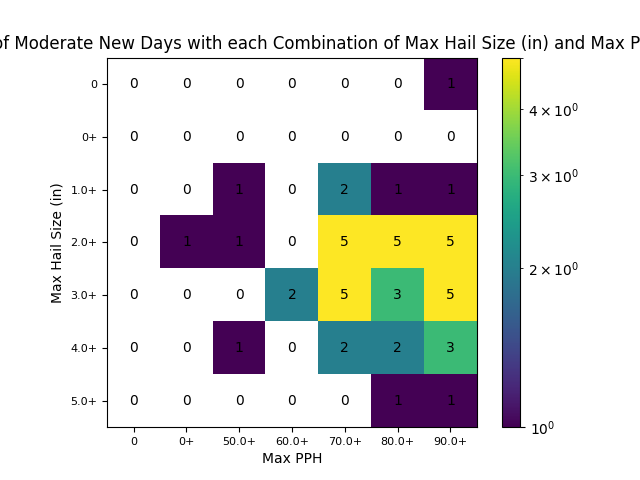 of Moderate New Days with each Combination of Max Hail Size (in) and Max P
0 0 0 0 0 0 0 1
0+ 0 0 0 0 0 0 0
1.0+ 0 0 1 0 2 1 1
2.0+ 0 1 1 0 5 5 5
3.0+ 0 0 0 2 5 3 5
4.0+ 0 0 1 0 2 2 3
5.0+ 0 0 0 0 0 1 1
0 0+ 50.0+ 60.0+ 70.0+ 80.0+ 90.0+
Max PPH
Max Hail Size (in)
4 × 10⁰
3 × 10⁰
2 × 10⁰
10⁰